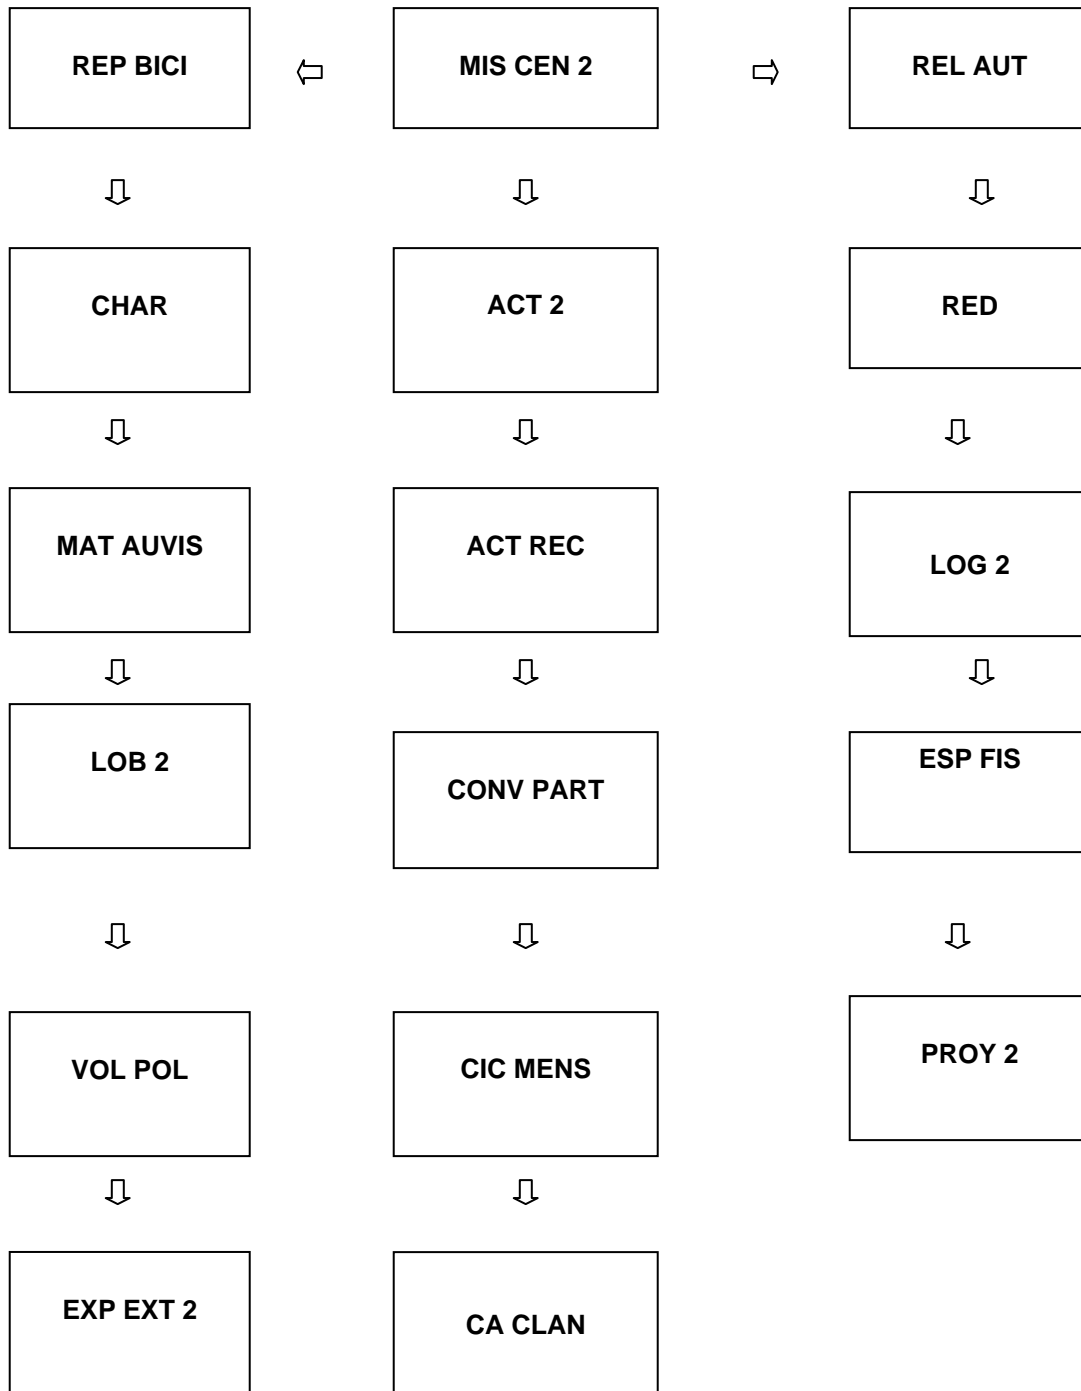 REP BICI
MIS CEN 2
REL AUT
CHAR
ACT 2
RED
MAT AUVIS
ACT REC
LOG 2
LOB 2
CONV PART
ESP FIS
VOL POL
CIC MENS
PROY 2
EXP EXT 2
CA CLAN